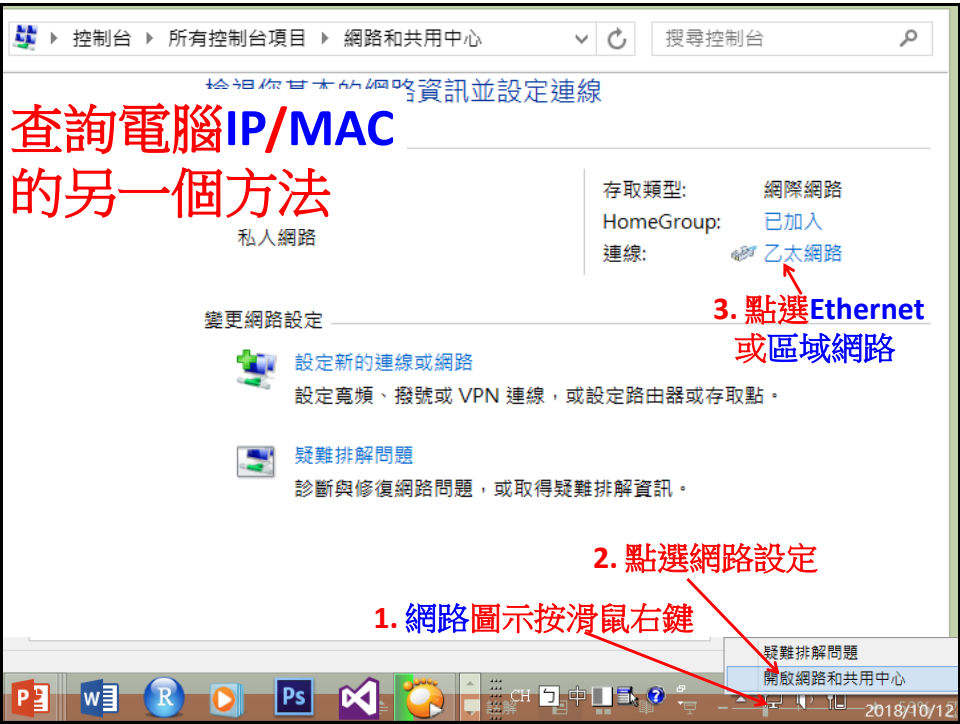 控制台 ▸ 所有控制台項目 ▸ 網路和共用中心
搜尋控制台
檢視您基本的網路資訊並設定連線
查詢電腦IP/MAC
的另一個方法
存取類型: 網際網路
HomeGroup: 已加入
私人網路
連線: 乙太網路
3. 點選Ethernet
或區域網路
變更網路設定
設定新的連線或網路
設定寬頻、撥號或 VPN 連線，或設定路由器或存取點。
疑難排解問題
診斷與修復網路問題，或取得疑難排解資訊。
2. 點選網路設定
1. 網路圖示按滑鼠右鍵
疑難排解問題
開啟網路和共用中心
P
W
R
Ps
CH ㄅ 中
2018/10/12